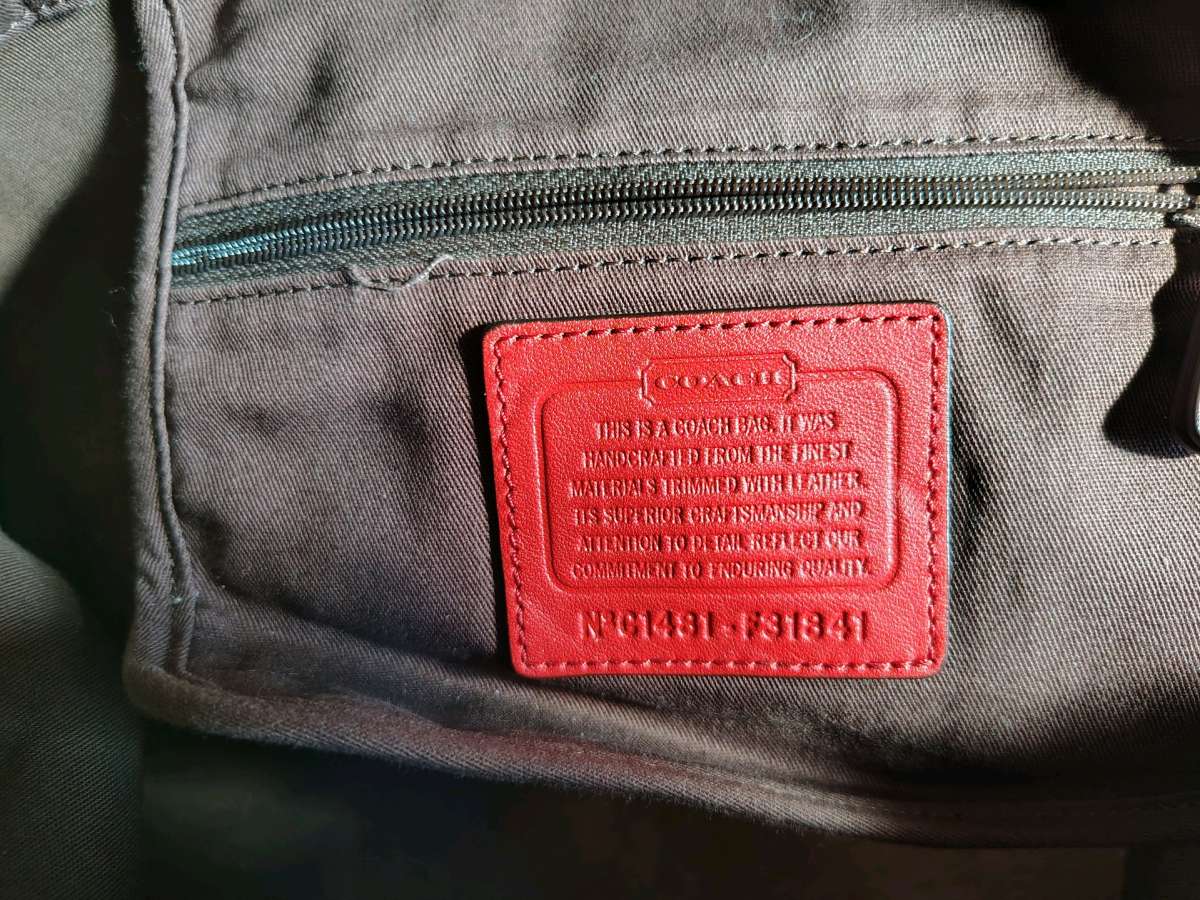 COACH
THIS IS A COACH BAG. IT WAS
HANDCRAFTED FROM THE FINEST
MATERIALS TRIMMED WITH LEATHER.
ITS SUPERIOR CRAFTSMANSHIP AND
ATTENTION TO DETAIL REFLECT OUR
COMMITMENT TO ENDURING QUALITY.
Nº C1481-F31341